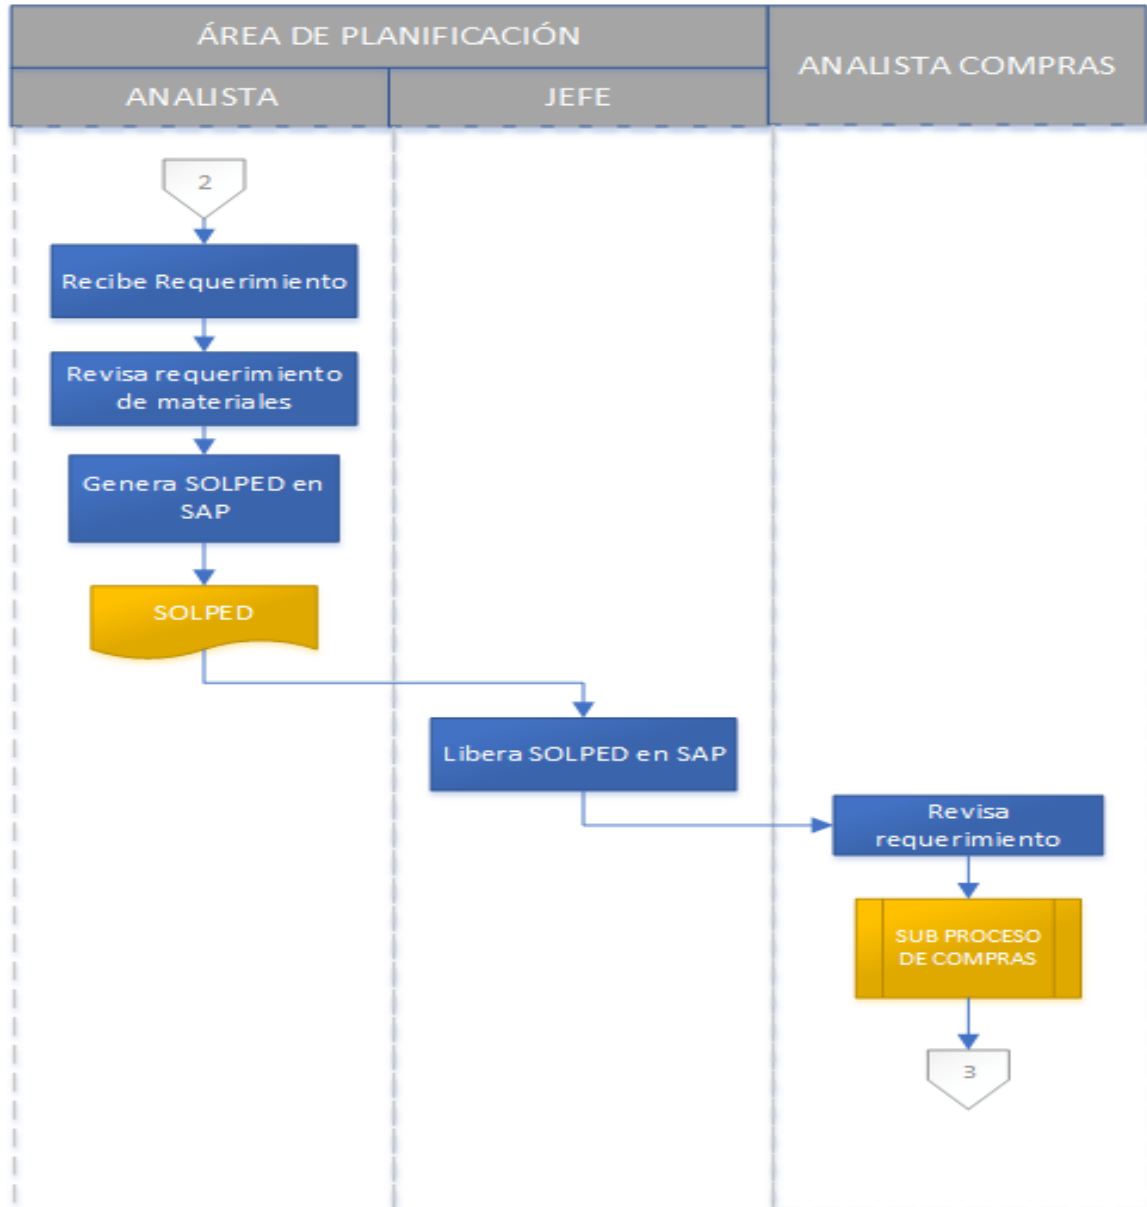 ÁREA DE PLANIFICACIÓN
ANALISTA COMPRAS
ANALISTA
JEFE
2
Recibe Requerimiento
Revisa requerimiento
de materiales
Genera SOLPED en
SAP
SOLPED
Libera SOLPED en SAP
Revisa
requerimiento
SUB PROCESO
DE COMPRAS
3